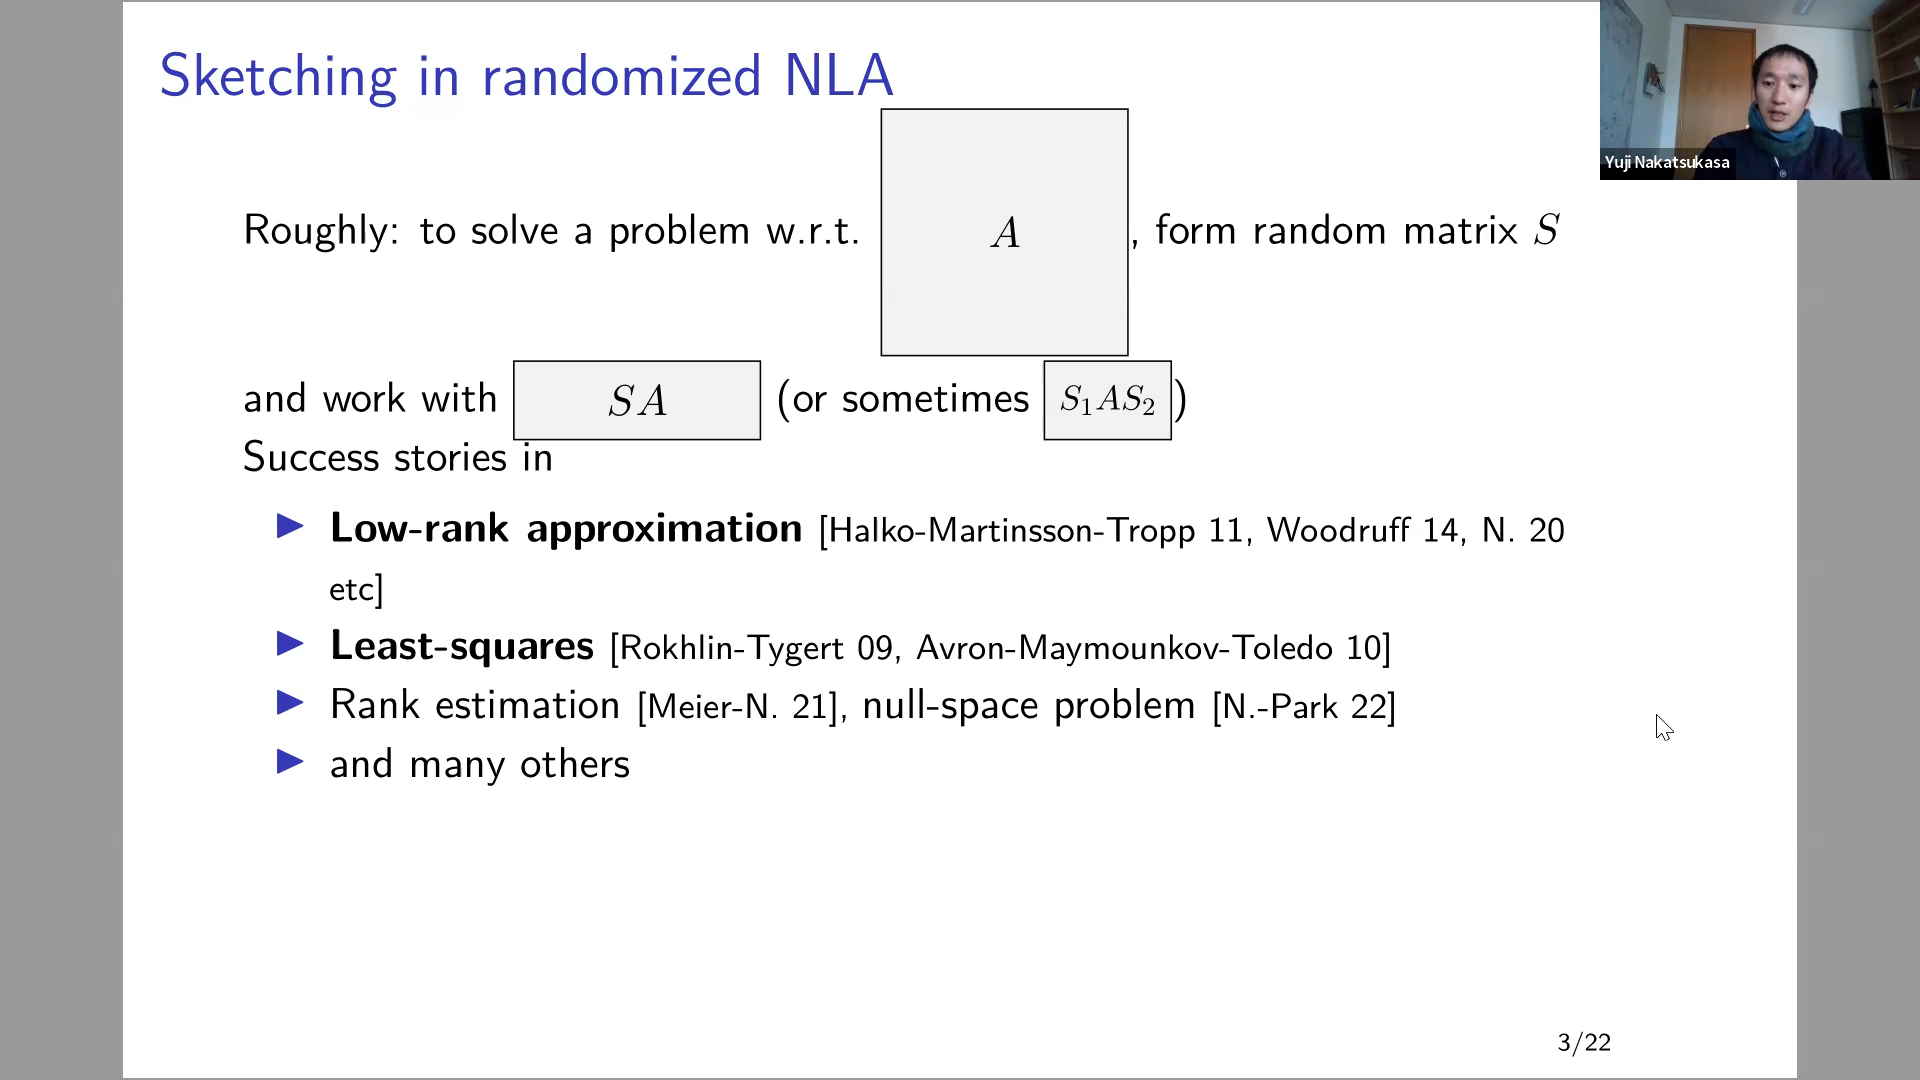 Sketching in randomized NLA
Yuji Nakatsukasa
Roughly: to solve a problem w.r.t. A, form random matrix S
and work with SA (or sometimes S₁AS₂)
Success stories in
▶ Low-rank approximation [Halko-Martinsson-Tropp 11, Woodruff 14, N. 20
etc]
▶ Least-squares [Rokhlin-Tygert 09, Avron-Maymounkov-Toledo 10]
▶ Rank estimation [Meier-N. 21], null-space problem [N.-Park 22]
▶ and many others
3/22